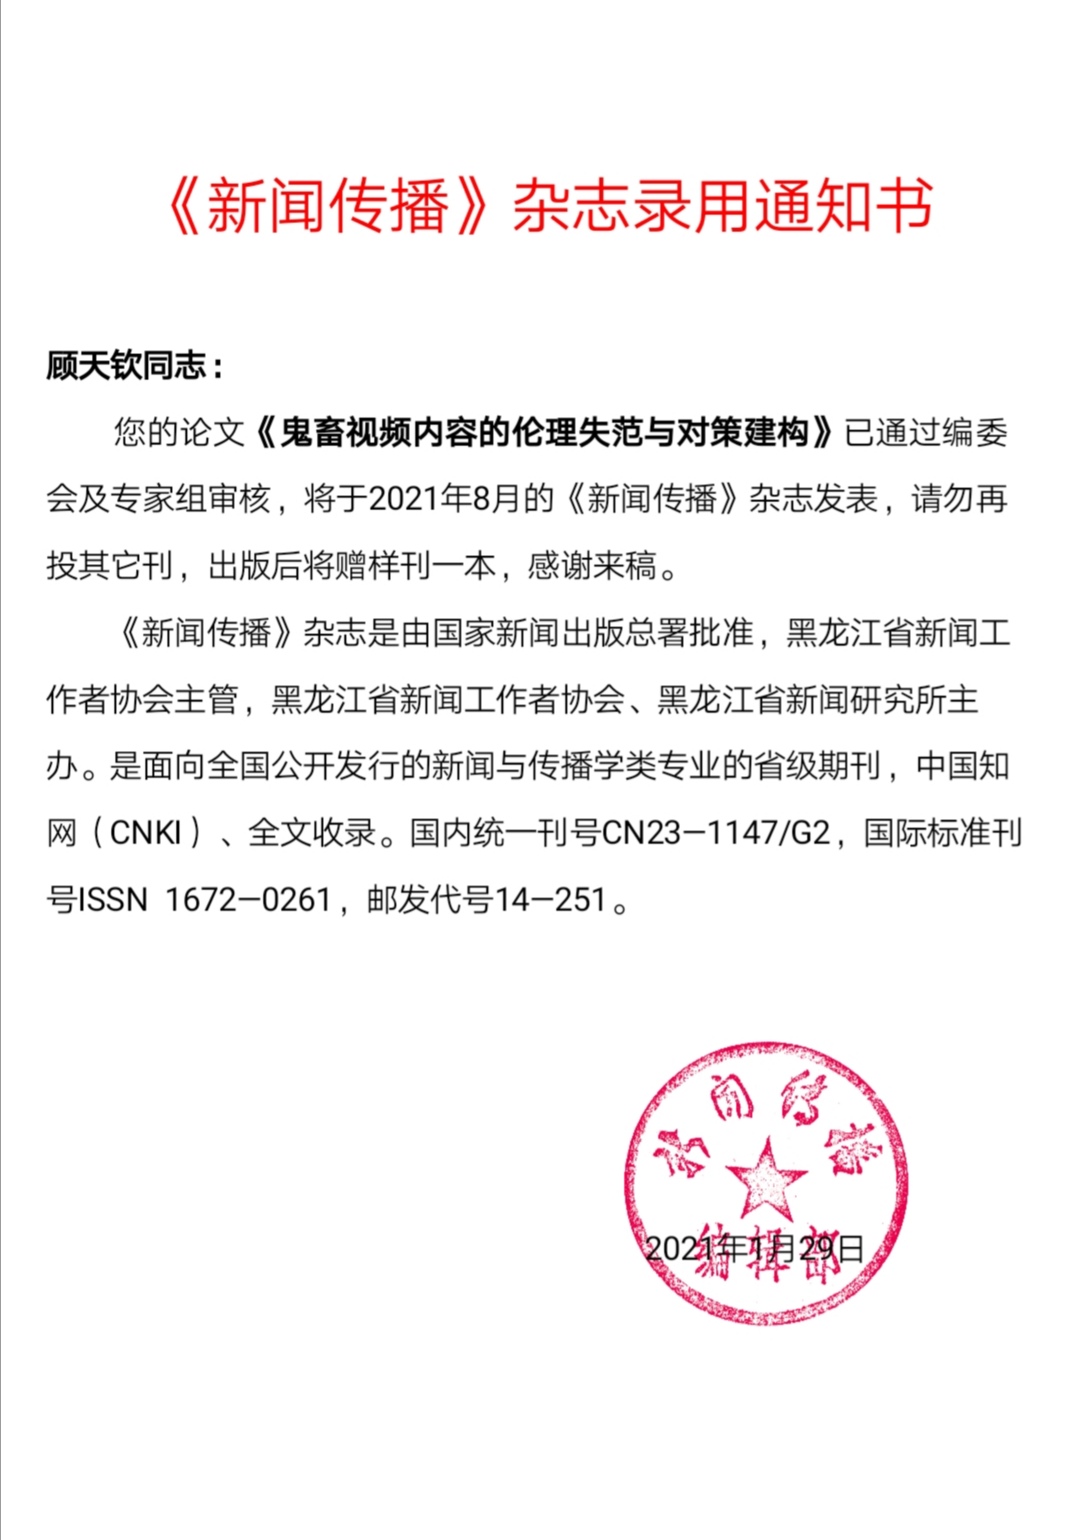 《新闻传播》杂志录用通知书
顾天钦同志：
您的论文《鬼畜视频内容的伦理失范与对策建构》已通过编委
会及专家组审核，将于2021年8月的《新闻传播》杂志发表，请勿再
投其它刊，出版后将赠样刊一本，感谢来稿。
《新闻传播》杂志是由国家新闻出版总署批准，黑龙江省新闻工
作者协会主管，黑龙江省新闻工作者协会、黑龙江省新闻研究所主
办。是面向全国公开发行的新闻与传播学类专业的省级期刊，中国知
网（CNKI）、全文收录。国内统一刊号CN23—1147/G2，国际标准刊
号ISSN 1672—0261，邮发代号14—251。
新闻传播
编辑部
2021年1月29日